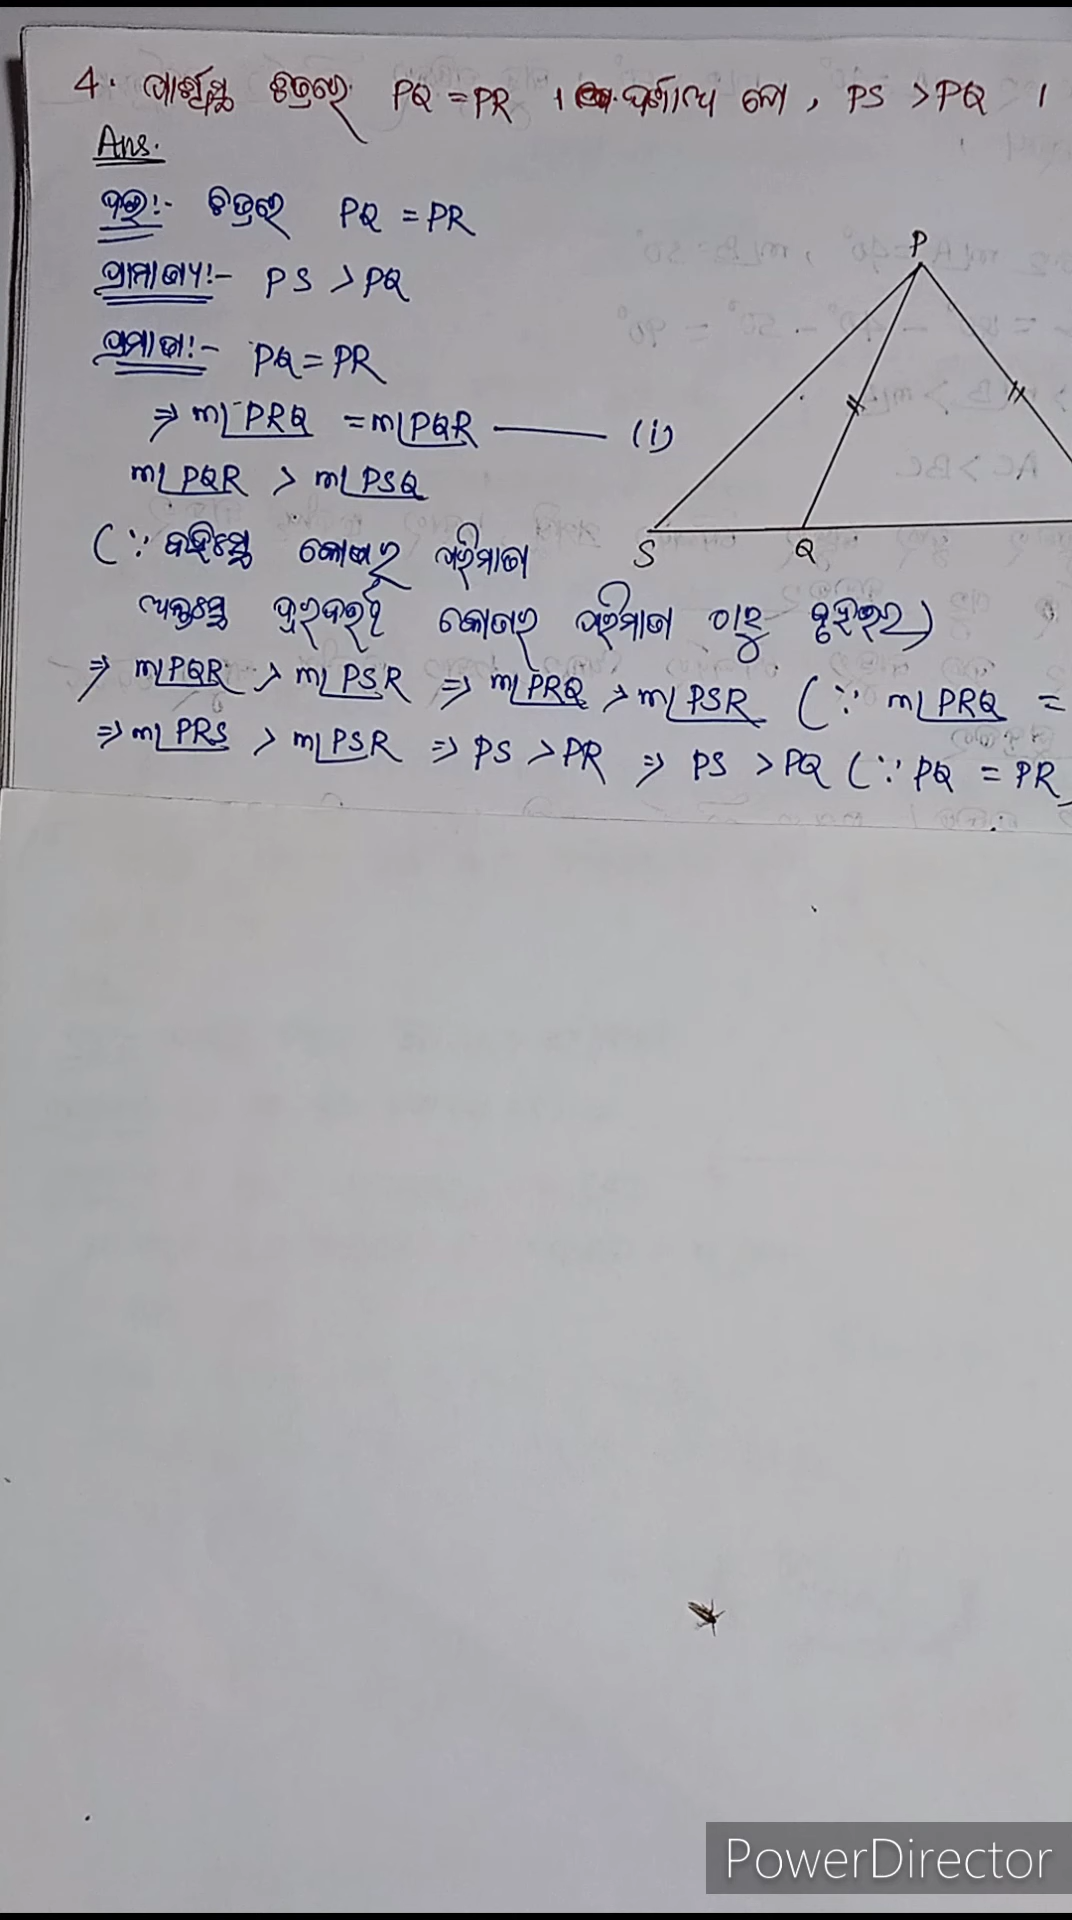 4. ପାର୍ଶ୍ୱସ୍ଥ ଚିତ୍ରରେ PQ = PR । ଦର୍ଶାଅ ଯେ, PS > PQ ।
Ans.
ଦତ୍ତ:- ଚିତ୍ରରେ PQ = PR
ପ୍ରାମାଣ୍ୟ:- PS > PQ
ପ୍ରମାଣ:- PQ = PR
⇒ m∠PRQ = m∠PQR ——— (i)
m∠PQR > m∠PSQ
(∵ ବହିଃସ୍ଥ କୋଣର ପରିମାଣ
ଅନ୍ତଃସ୍ଥ ଦୂରବର୍ତ୍ତୀ କୋଣର ପରିମାଣ ଠାରୁ ବୃହତ୍ତର)
⇒ m∠PQR > m∠PSR ⇒ m∠PRQ > m∠PSR (∵ m∠PRQ =
⇒ m∠PRS > m∠PSR ⇒ PS > PR ⇒ PS > PQ (∵ PQ = PR)
P
S
Q
PowerDirector